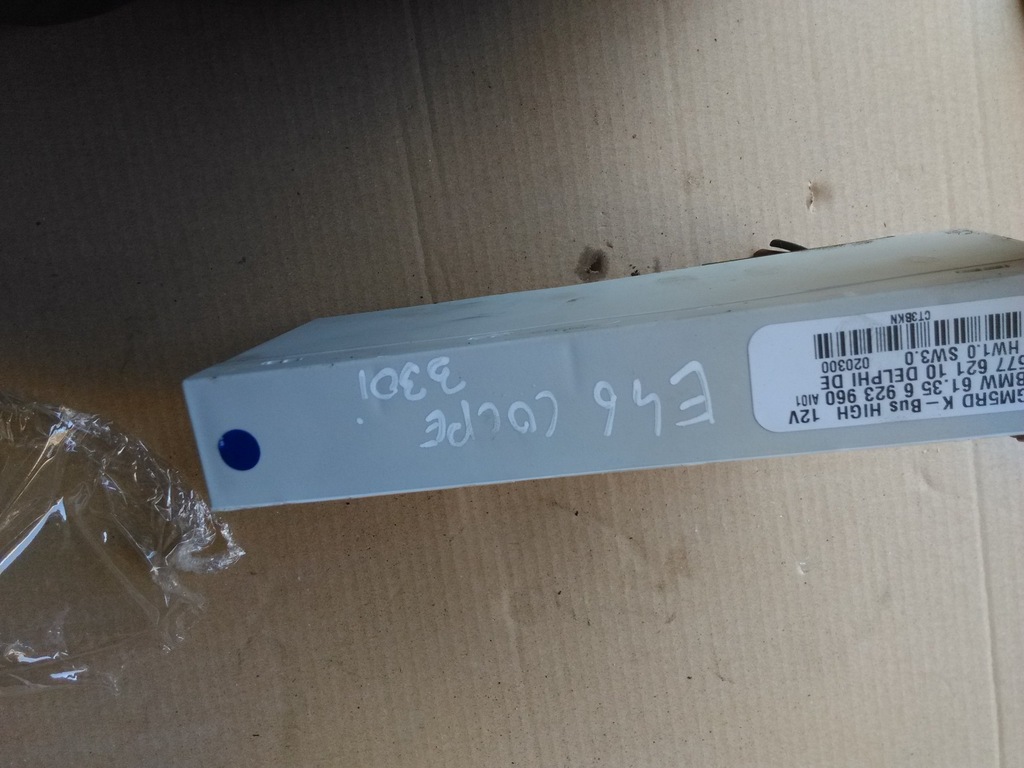 GM5RD K-Bus HIGH 12V
BMW 61.35 6 923 960 AI01
577 621 10 DELPHI DE
HW1.0 SW3.0 020300
CT3BKN
E46 COUPE
330i